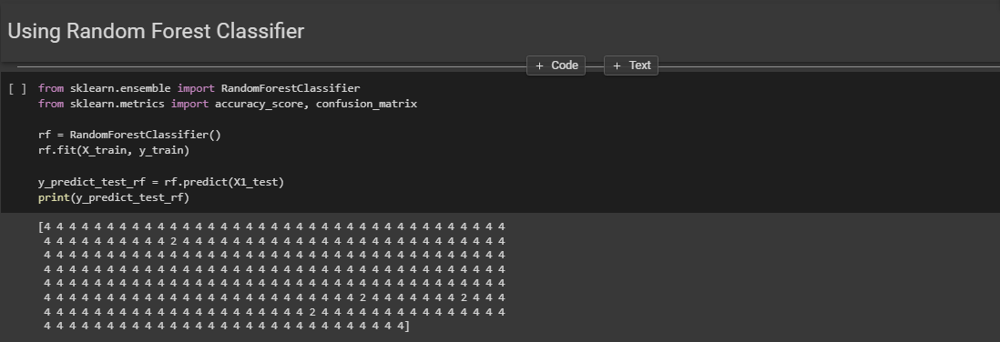 Using Random Forest Classifier
+ Code + Text
[ ] from sklearn.ensemble import RandomForestClassifier
from sklearn.metrics import accuracy_score, confusion_matrix
rf = RandomForestClassifier()
rf.fit(X_train, y_train)
y_predict_test_rf = rf.predict(X1_test)
print(y_predict_test_rf)
[4 4 4 4 4 4 4 4 4 4 4 4 4 4 4 4 4 4 4 4 4 4 4 4 4 4 4 4 4 4 4 4 4 4 4 4 4
4 4 4 4 4 4 4 4 4 4 2 4 4 4 4 4 4 4 4 4 4 4 4 4 4 4 4 4 4 4 4 4 4 4 4 4 4
4 4 4 4 4 4 4 4 4 4 4 4 4 4 4 4 4 4 4 4 4 4 4 4 4 4 4 4 4 4 4 4 4 4 4 4 4
4 4 4 4 4 4 4 4 4 4 4 4 4 4 4 4 4 4 4 4 4 4 4 4 4 4 4 4 4 4 4 4 4 4 4 4 4
4 4 4 4 4 4 4 4 4 4 4 4 4 4 4 4 4 4 4 4 4 4 4 4 4 4 4 4 4 4 4 4 4 4 4 4 4
4 4 4 4 4 4 4 4 4 4 4 4 4 4 4 4 4 4 4 4 4 4 4 4 4 2 4 4 4 4 4 4 4 2 4 4 4
4 4 4 4 4 4 4 4 4 4 4 4 4 4 4 4 4 4 4 4 4 2 4 4 4 4 4 4 4 4 4 4 4 4 4 4 4
4 4 4 4 4 4 4 4 4 4 4 4 4 4 4 4 4 4 4 4 4 4 4 4 4 4 4 4 4]